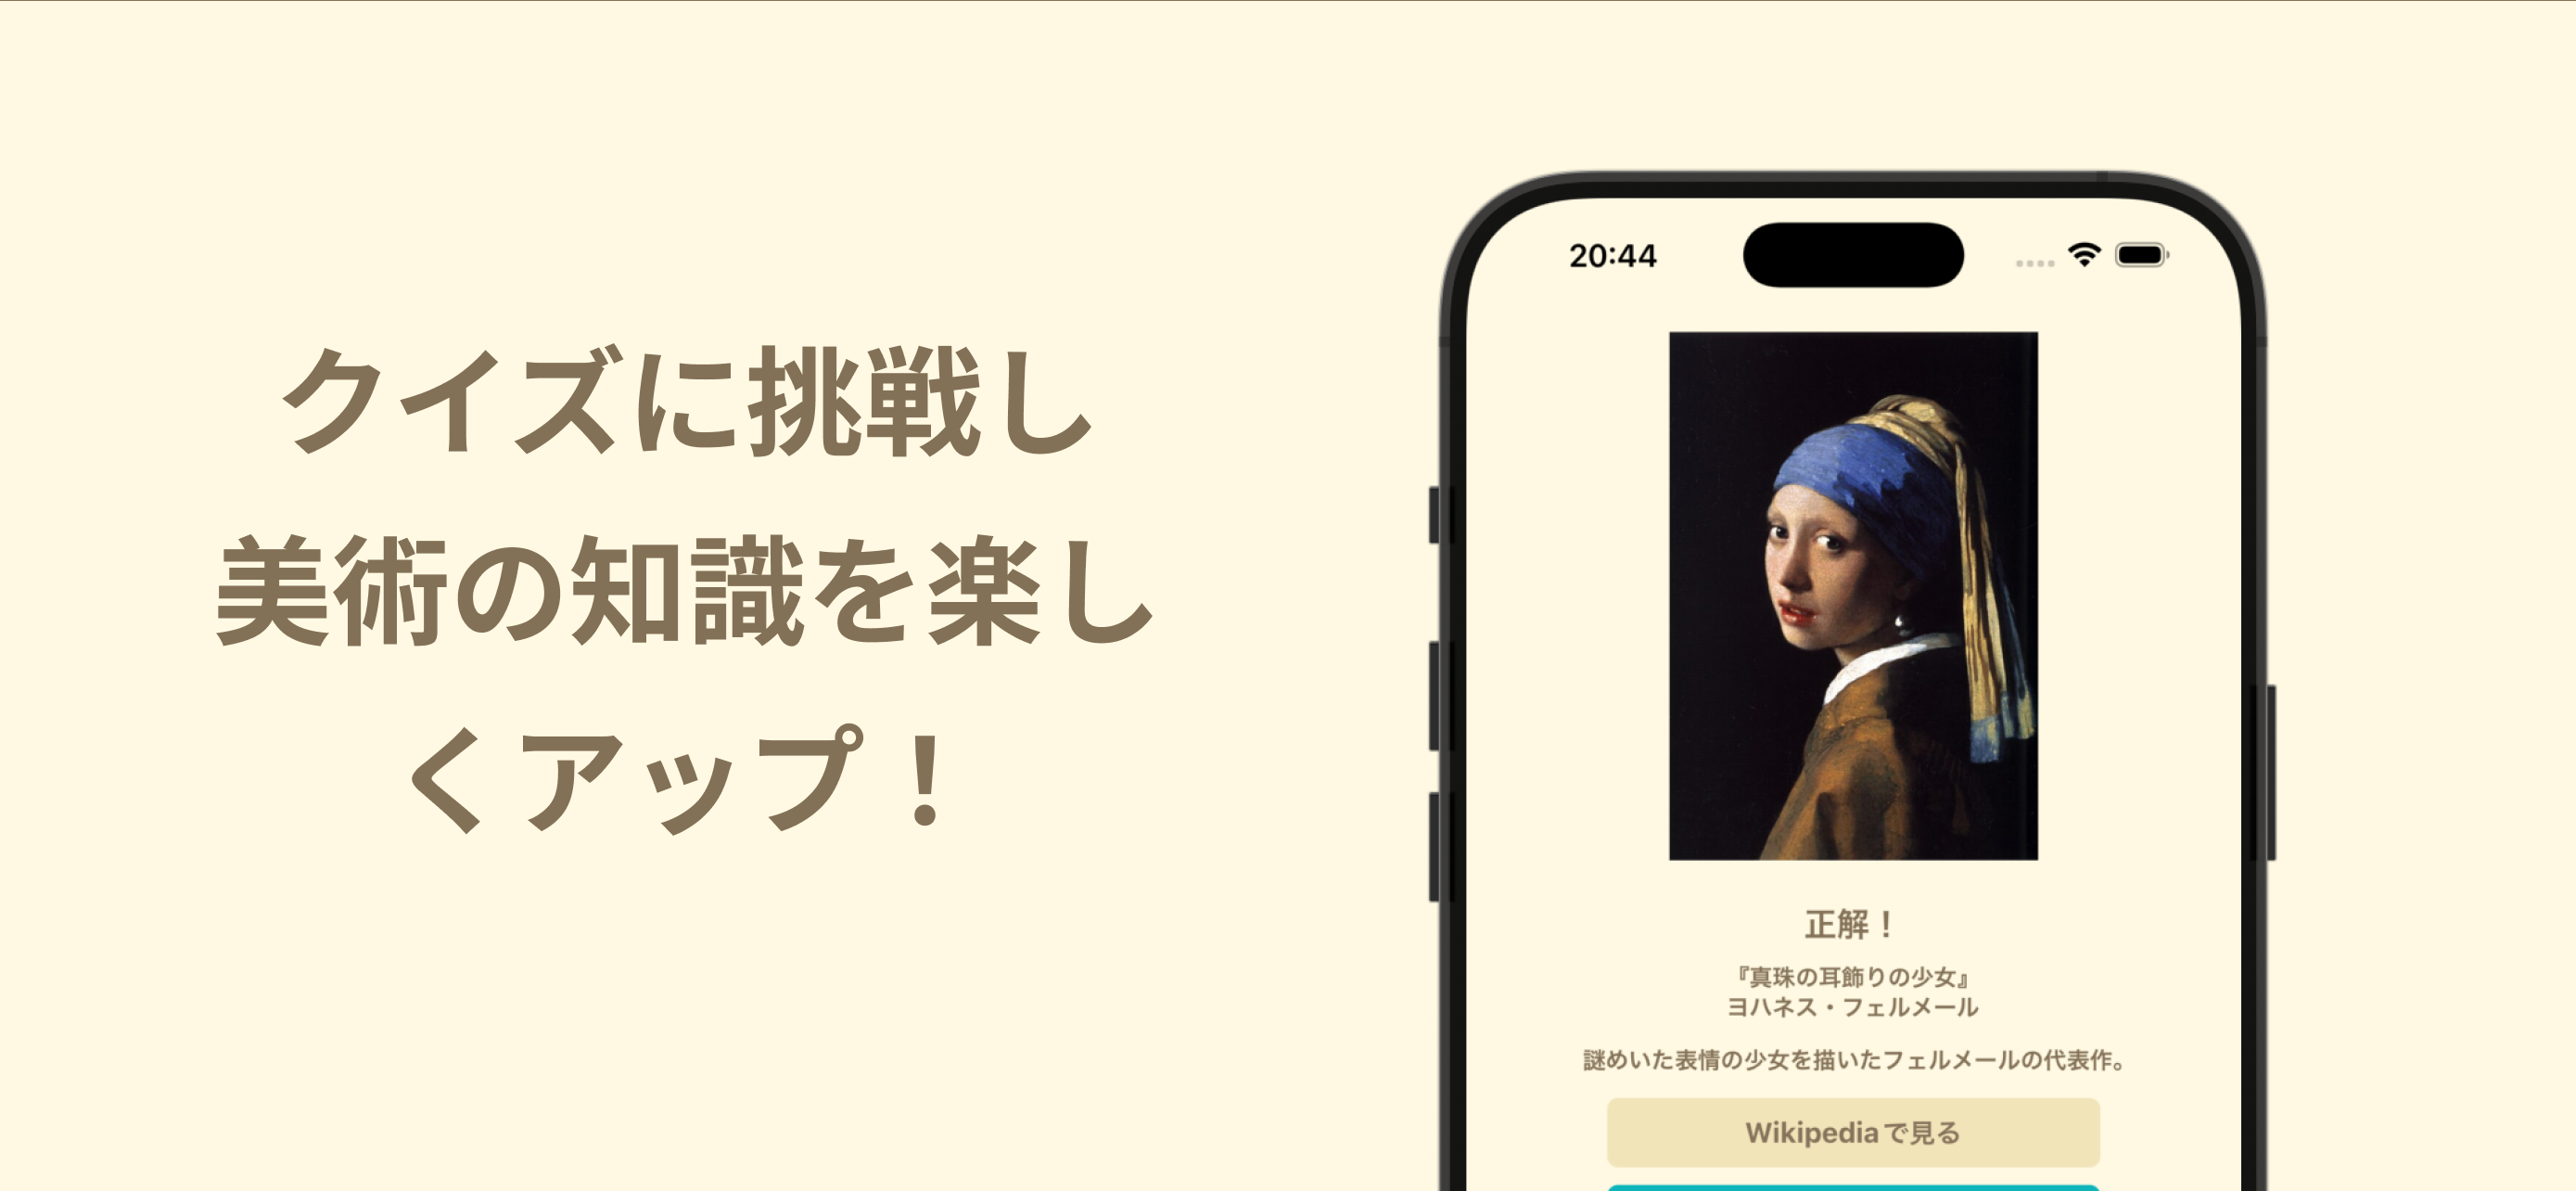 クイズに挑戦し
美術の知識を楽し
くアップ！
20:44
正解！
『真珠の耳飾りの少女』
ヨハネス・フェルメール
謎めいた表情の少女を描いたフェルメールの代表作。
Wikipediaで見る